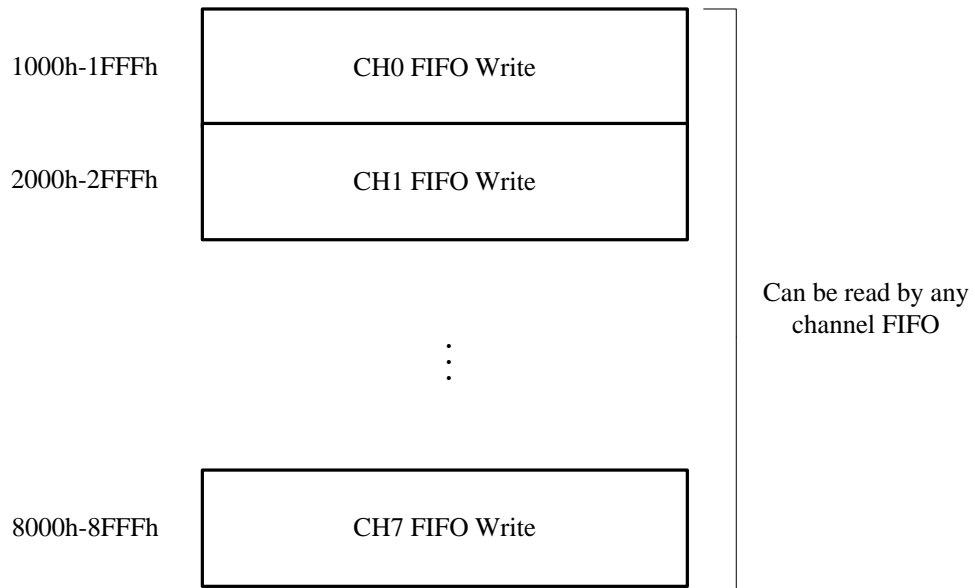 1000h-1FFFh
CH0 FIFO Write
2000h-2FFFh
CH1 FIFO Write
Can be read by any
channel FIFO
8000h-8FFFh
CH7 FIFO Write